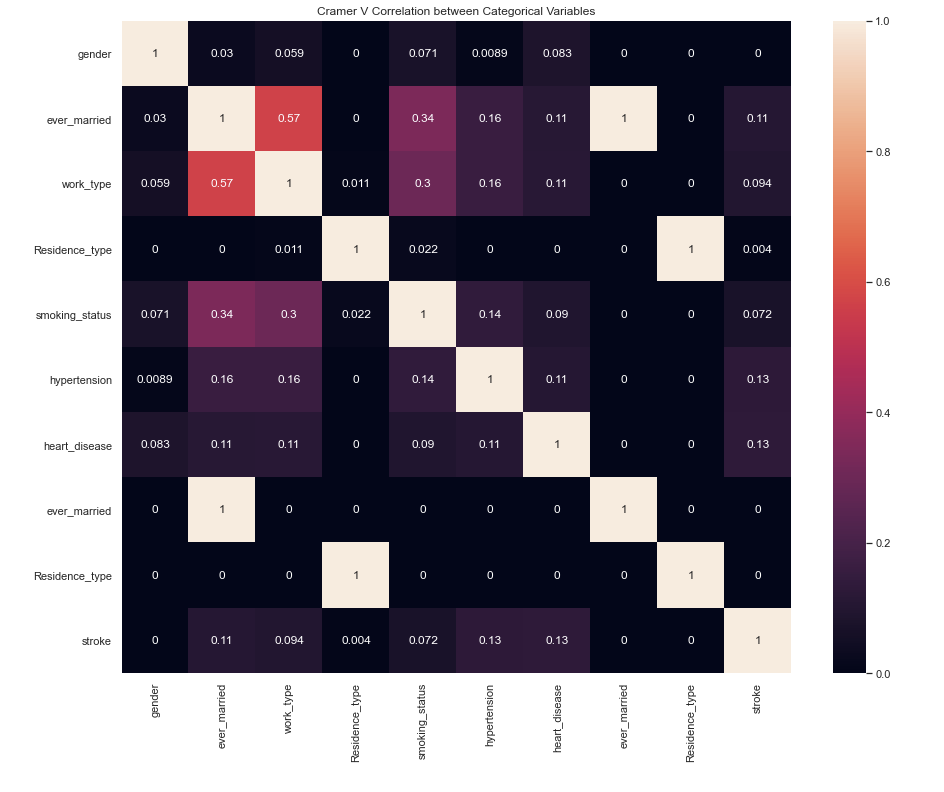 Cramer V Correlation between Categorical Variables
gender 1 0.03 0.059 0 0.071 0.0089 0.083 0 0 0
ever_married 0.03 1 0.57 0 0.34 0.16 0.11 1 0 0.11
work_type 0.059 0.57 1 0.011 0.3 0.16 0.11 0 0 0.094
Residence_type 0 0 0.011 1 0.022 0 0 0 1 0.004
smoking_status 0.071 0.34 0.3 0.022 1 0.14 0.09 0 0 0.072
hypertension 0.0089 0.16 0.16 0 0.14 1 0.11 0 0 0.13
heart_disease 0.083 0.11 0.11 0 0.09 0.11 1 0 0 0.13
ever_married 0 1 0 0 0 0 0 1 0 0
Residence_type 0 0 0 1 0 0 0 0 1 0
stroke 0 0.11 0.094 0.004 0.072 0.13 0.13 0 0 1
gender
ever_married
work_type
Residence_type
smoking_status
hypertension
heart_disease
ever_married
Residence_type
stroke
1.0
0.8
0.6
0.4
0.2
0.0